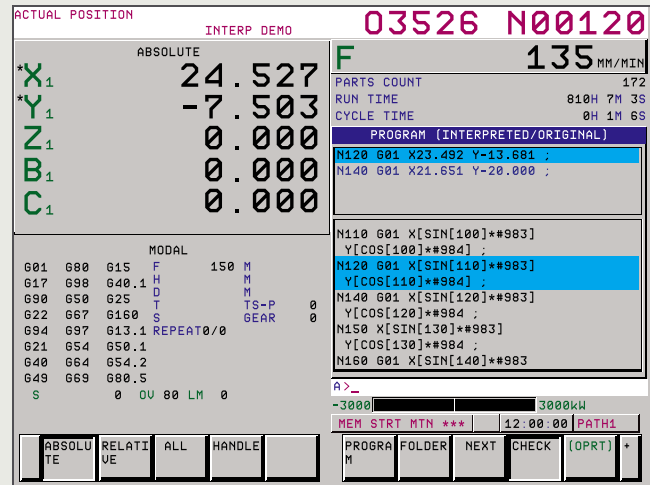 ACTUAL POSITION
INTERP DEMO
O3526 N00120
ABSOLUTE
*X1 24.527
*Y1 -7.503
Z1 0.000
B1 0.000
C1 0.000
F 135 MM/MIN
PARTS COUNT 172
RUN TIME 810H 7M 3S
CYCLE TIME 0H 1M 6S
PROGRAM (INTERPRETED/ORIGINAL)
N120 G01 X23.492 Y-13.681 ;
N140 G01 X21.651 Y-20.000 ;
N110 G01 X[SIN[100]*#983]
Y[COS[100]*#984] ;
N120 G01 X[SIN[110]*#983]
Y[COS[110]*#984] ;
N140 G01 X[SIN[120]*#983]
Y[COS[120]*#984 ;
N150 X[SIN[130]*#983]
Y[COS[130]*#984 ;
N160 G01 X[SIN[140]*#983
MODAL
G01 G80 G15 F 150 M
G17 G98 G40.1 H M
G90 G50 G25 D M
G22 G67 G160 T TS-P 0
G94 G97 G13.1 S GEAR 0
REPEAT0/0
G21 G54 G50.1
G40 G64 G54.2
G49 G69 G80.5
S 0 OV 80 LM 0
A>_
-3000 3000kW
MEM STRT MTN *** 12:00:00 PATH1
ABSOLUTE RELATIVE ALL HANDLE
PROGRAM FOLDER NEXT CHECK (OPRT) +